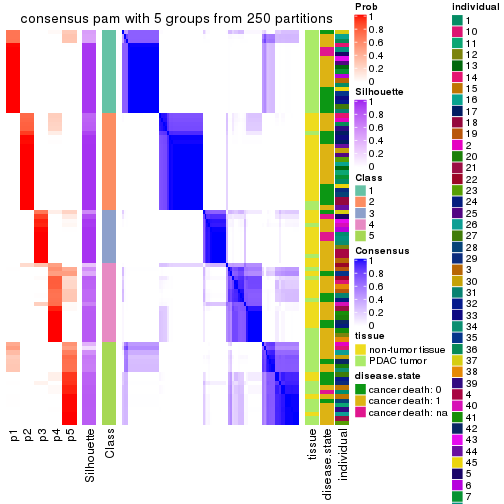 consensus pam with 5 groups from 250 partitions
p1
p2
p3
p4
p5
Silhouette
Class
tissue
disease.state
individual
Prob
1
0.8
0.6
0.4
0.2
0
Silhouette
1
0.8
0.6
0.4
0.2
0
Class
1
2
3
4
5
Consensus
1
0.8
0.6
0.4
0.2
0
tissue
non-tumor tissue
PDAC tumor
disease.state
cancer death: 0
cancer death: 1
cancer death: na
individual
1
10
11
12
13
14
15
16
17
18
19
2
20
21
22
23
24
25
26
27
28
29
3
30
31
32
33
34
35
36
37
38
39
4
40
41
42
43
44
45
5
6
7